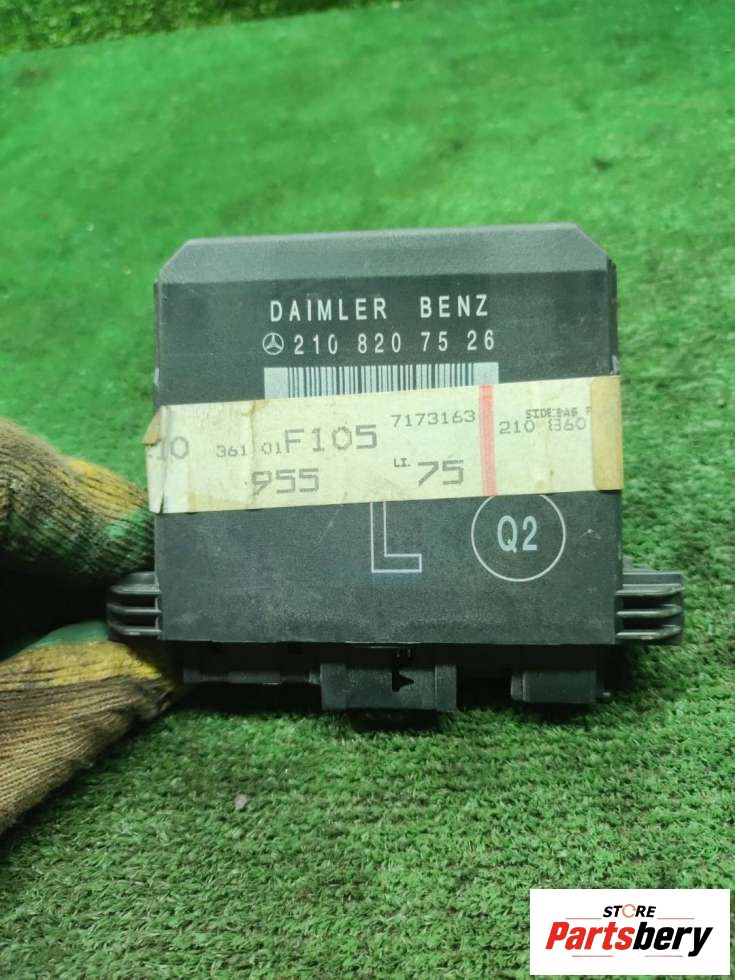 DAIMLER BENZ
210 820 75 26
10 361 01 F105 7173163
955 LI. 75
SIDEBAG
210 860
L
Q2
STORE
Partsbery